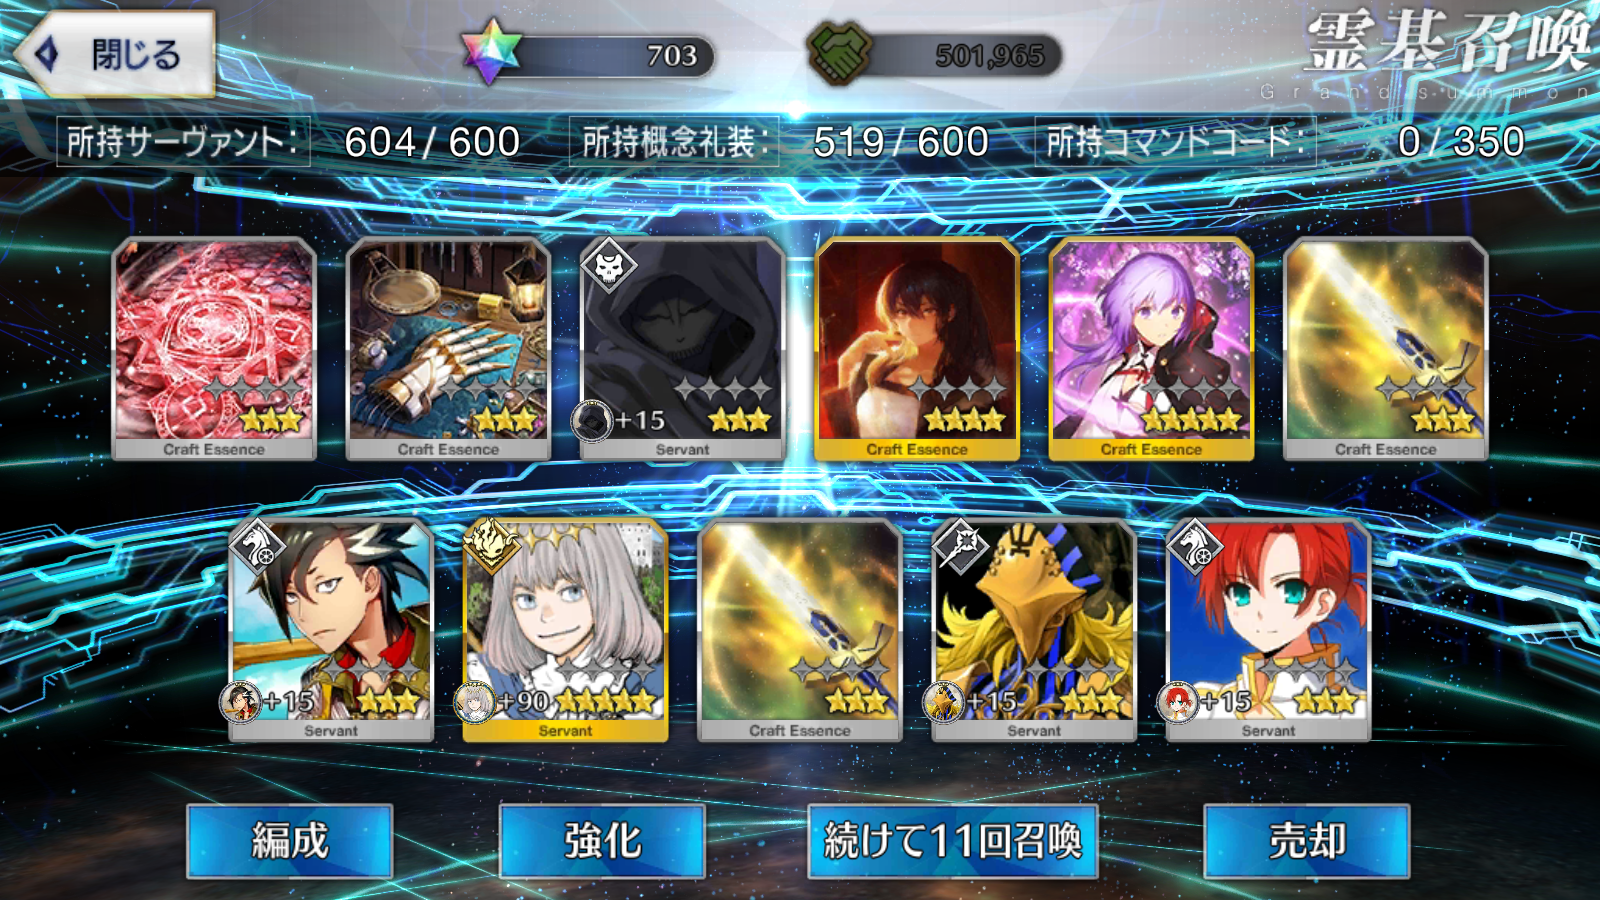 閉じる
703
501,965
霊基召喚
Grand summon
所持サーヴァント: 604 / 600
所持概念礼装: 519 / 600
所持コマンドコード: 0 / 350
+15
Craft Essence
Craft Essence
Servant
Craft Essence
Craft Essence
Craft Essence
+15
+90
+15
+15
Servant
Servant
Craft Essence
Servant
Servant
編成
強化
続けて11回召喚
売却